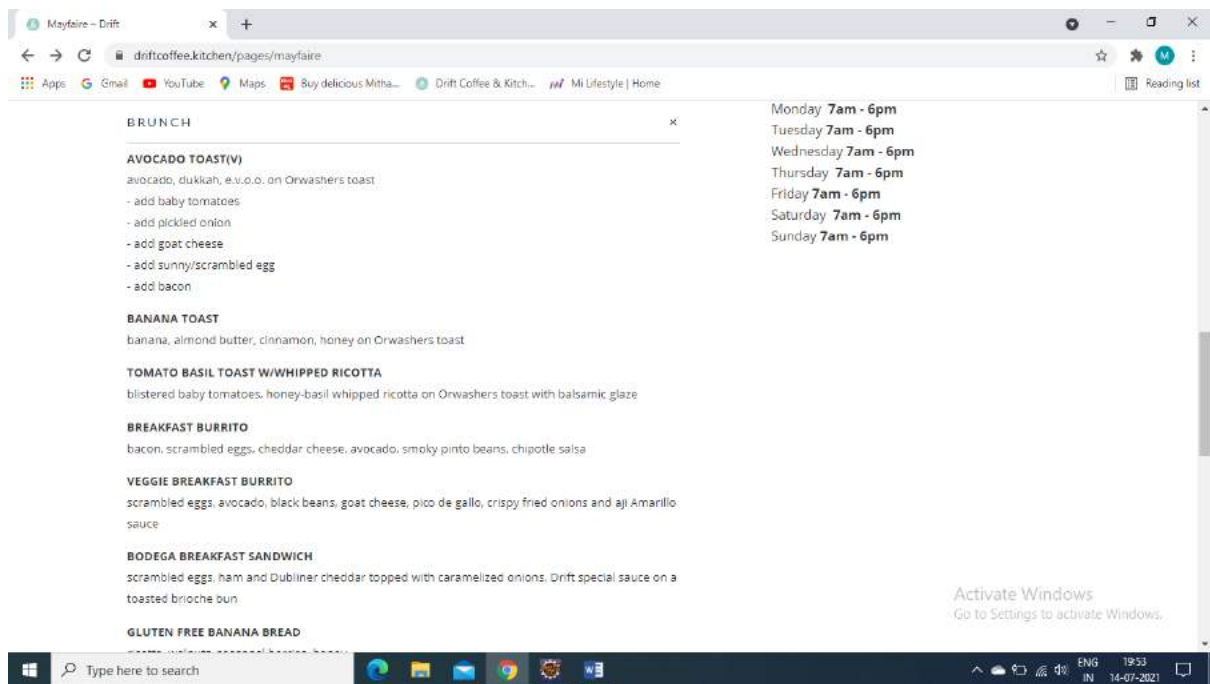 Mayfaire – Drift
driftcoffee.kitchen/pages/mayfaire
M
Apps
Gmail
YouTube
Maps
Buy delicious Mitha...
Drift Coffee & Kitch...
Mi Lifestyle | Home
Reading list
BRUNCH
AVOCADO TOAST(V)
avocado, dukkah, e.v.o.o. on Orwashers toast
- add baby tomatoes
- add pickled onion
- add goat cheese
- add sunny/scrambled egg
- add bacon
BANANA TOAST
banana, almond butter, cinnamon, honey on Orwashers toast
TOMATO BASIL TOAST W/WHIPPED RICOTTA
blistered baby tomatoes, honey-basil whipped ricotta on Orwashers toast with balsamic glaze
BREAKFAST BURRITO
bacon, scrambled eggs, cheddar cheese, avocado, smoky pinto beans, chipotle salsa
VEGGIE BREAKFAST BURRITO
scrambled eggs, avocado, black beans, goat cheese, pico de gallo, crispy fried onions and aji Amarillo
sauce
BODEGA BREAKFAST SANDWICH
scrambled eggs, ham and Dubliner cheddar topped with caramelized onions, Drift special sauce on a
toasted brioche bun
GLUTEN FREE BANANA BREAD
Monday 7am - 6pm
Tuesday 7am - 6pm
Wednesday 7am - 6pm
Thursday 7am - 6pm
Friday 7am - 6pm
Saturday 7am - 6pm
Sunday 7am - 6pm
Activate Windows
Go to Settings to activate Windows.
Type here to search
ENG
IN
19:53
14-07-2021